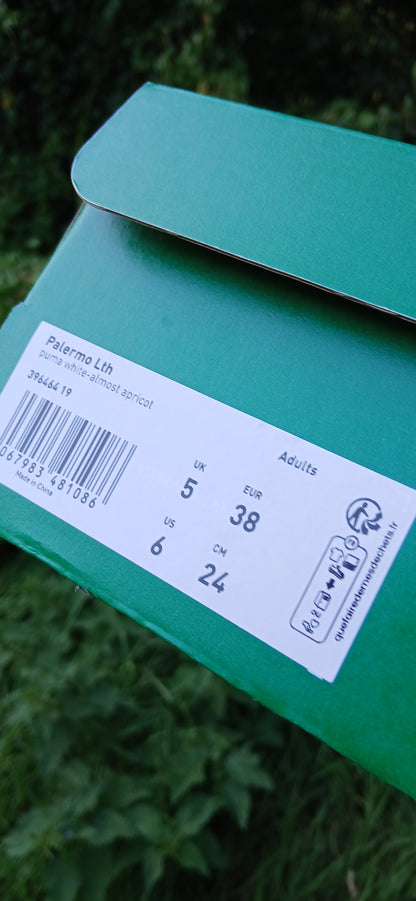 Palermo Lth
puma white-almost apricot
396464 19
067983 481086
Made in China
Adults
UK
5
EUR
38
US
6
CM
24
quefairedemesdechets.fr